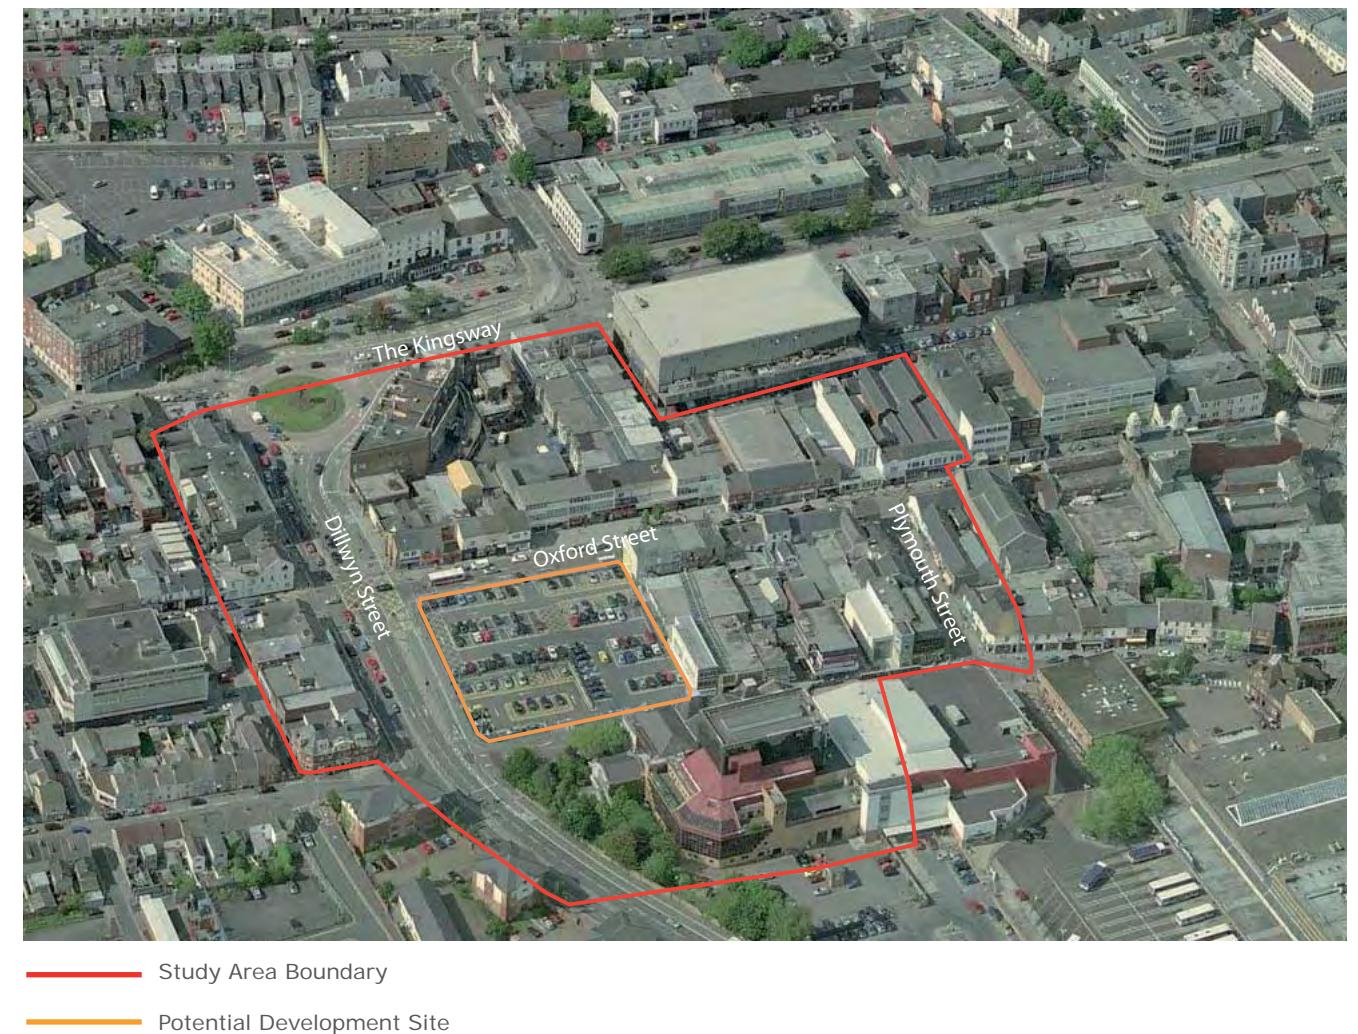 The Kingsway
Dillwyn Street
Oxford Street
Plymouth Street
Study Area Boundary
Potential Development Site